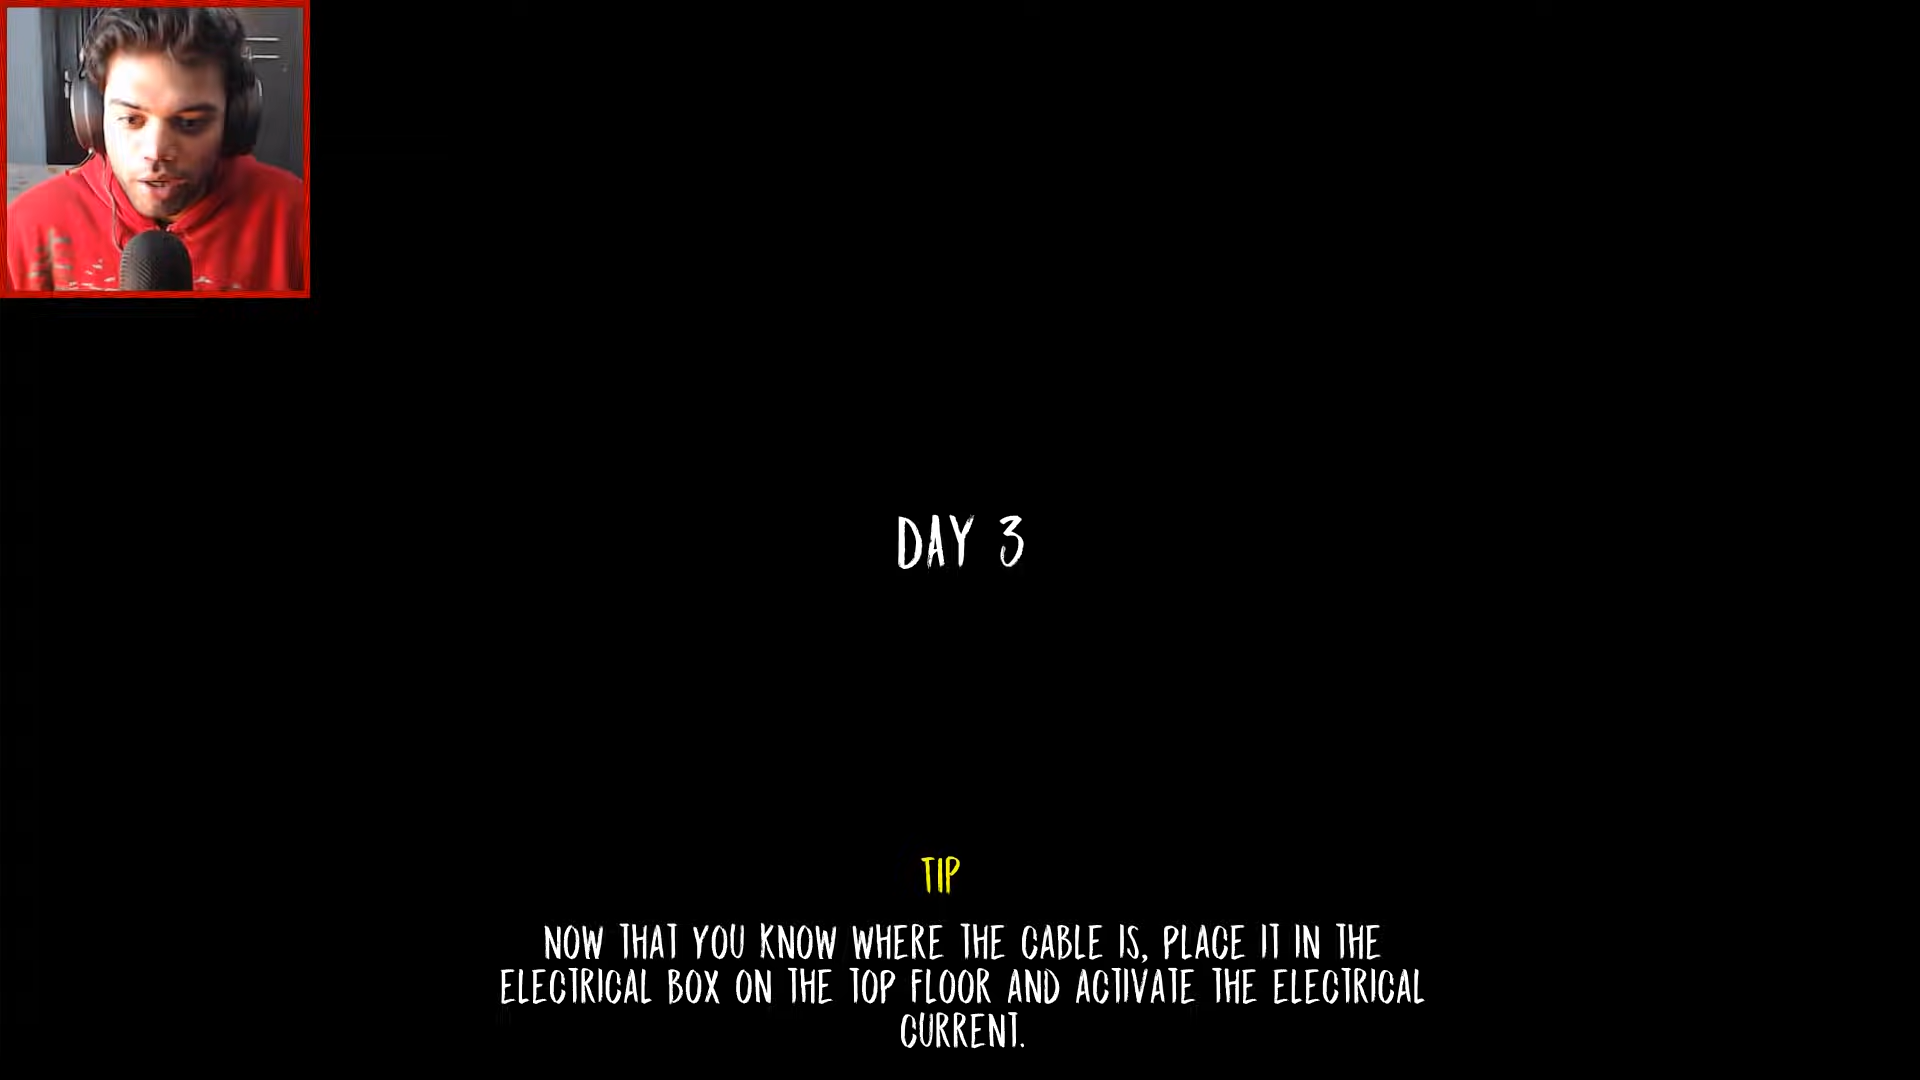 DAY 3
TIP
NOW THAT YOU KNOW WHERE THE CABLE IS, PLACE IT IN THE
ELECTRICAL BOX ON THE TOP FLOOR AND ACTIVATE THE ELECTRICAL
CURRENT.